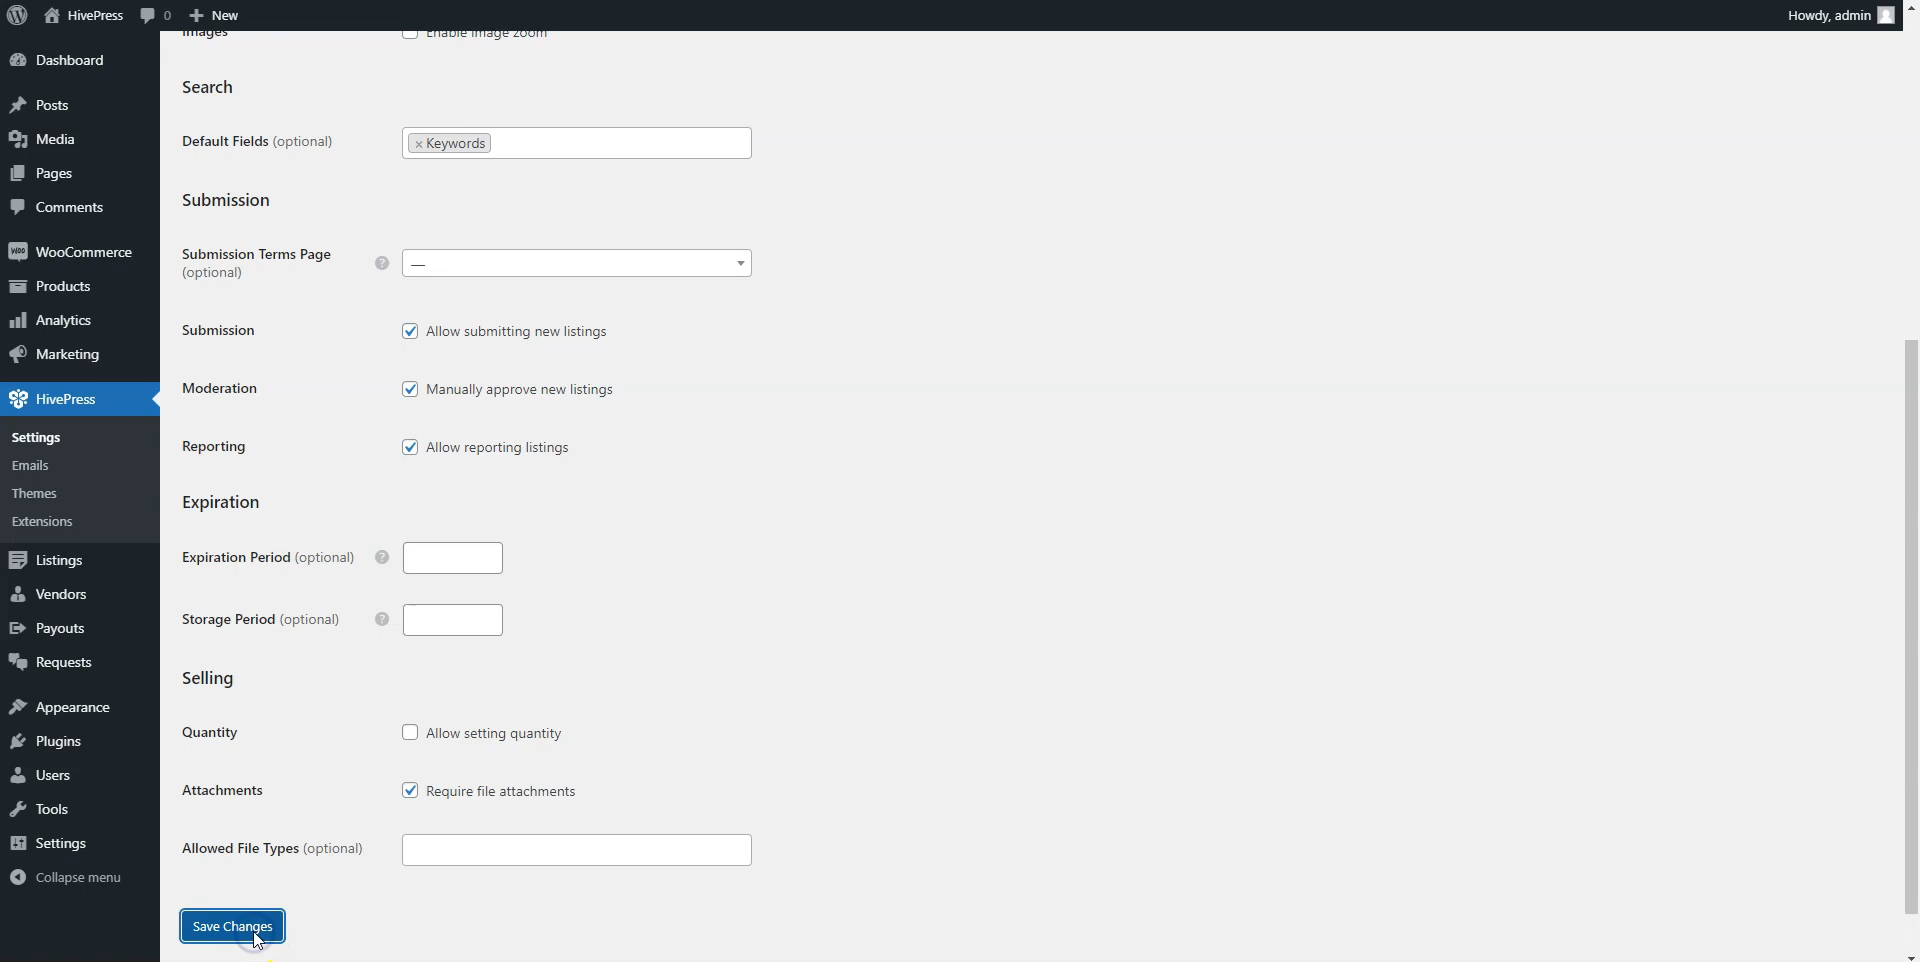 HivePress 0 New Howdy, admin
Images Enable image zoom
Dashboard
Posts
Media
Pages
Comments
WooCommerce
Products
Analytics
Marketing
HivePress
Settings
Emails
Themes
Extensions
Listings
Vendors
Payouts
Requests
Appearance
Plugins
Users
Tools
Settings
Collapse menu
Search
Default Fields (optional) × Keywords
Submission
Submission Terms Page
(optional) ? —
Submission Allow submitting new listings
Moderation Manually approve new listings
Reporting Allow reporting listings
Expiration
Expiration Period (optional) ?
Storage Period (optional) ?
Selling
Quantity Allow setting quantity
Attachments Require file attachments
Allowed File Types (optional)
Save Changes